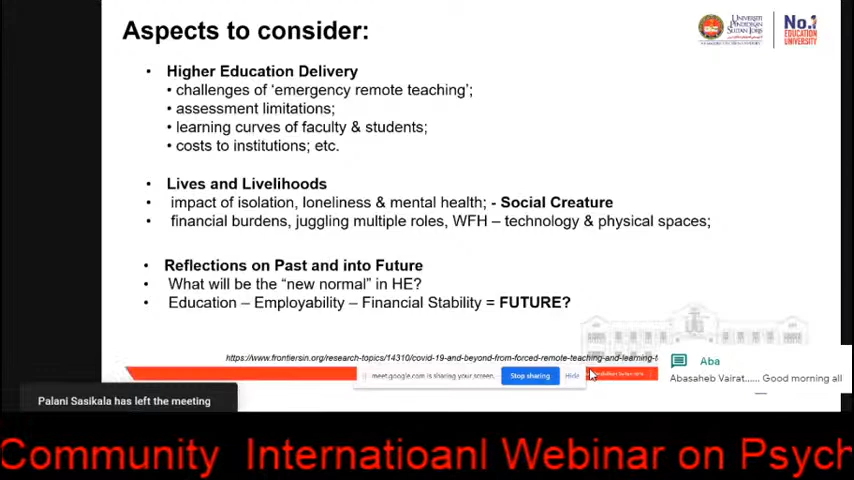 Aspects to consider:
UNIVERSITI
PENDIDIKAN
SULTAN IDRIS
No.1
EDUCATION
UNIVERSITY
• Higher Education Delivery
• challenges of ‘emergency remote teaching’;
• assessment limitations;
• learning curves of faculty & students;
• costs to institutions; etc.
• Lives and Livelihoods
• impact of isolation, loneliness & mental health; - Social Creature
• financial burdens, juggling multiple roles, WFH – technology & physical spaces;
• Reflections on Past and into Future
• What will be the “new normal” in HE?
• Education – Employability – Financial Stability = FUTURE?
https://www.frontiersin.org/research-topics/14310/covid-19-and-beyond-from-forced-remote-teaching-and-learning-t
Aba
Abasaheb Vairat...... Good morning all
meet.google.com is sharing your screen.
Stop sharing
Hide
Palani Sasikala has left the meeting
Community Internatioanl Webinar on Psych